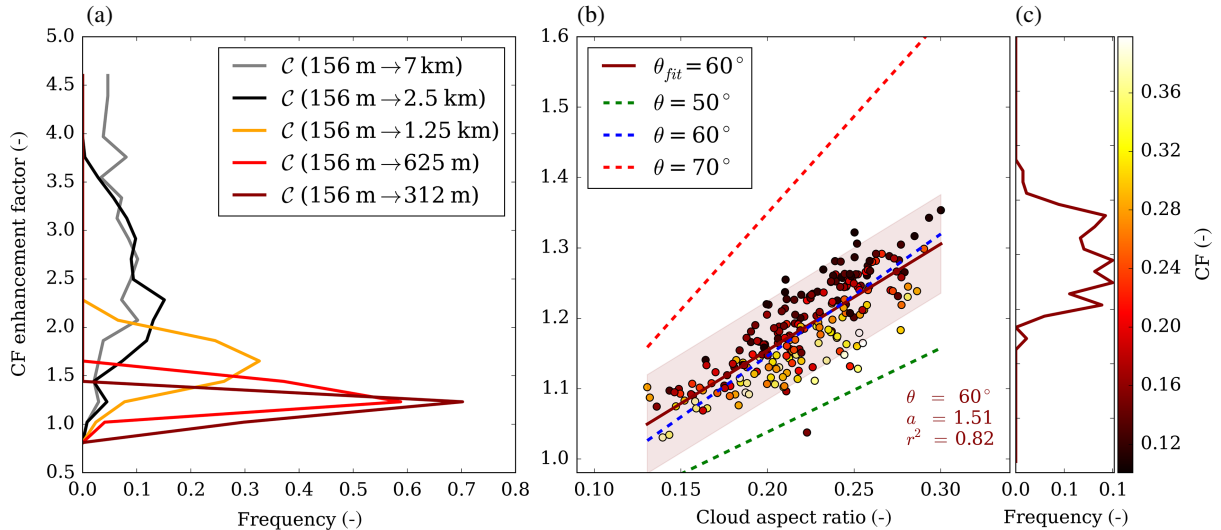 (a)
5.0
4.5
4.0
3.5
3.0
2.5
2.0
1.5
1.0
0.5
CF enhancement factor (-)
0.0 0.1 0.2 0.3 0.4 0.5 0.6 0.7 0.8
Frequency (-)
𝒞 (156 m→7 km)
𝒞 (156 m→2.5 km)
𝒞 (156 m→1.25 km)
𝒞 (156 m→625 m)
𝒞 (156 m→312 m)
(b)
1.6
1.5
1.4
1.3
1.2
1.1
1.0
θfit = 60°
θ = 50°
θ = 60°
θ = 70°
θ = 60°
a = 1.51
r² = 0.82
0.10 0.15 0.20 0.25 0.30
Cloud aspect ratio (-)
(c)
0.0 0.1 0.1
Frequency (-)
0.36
0.32
0.28
0.24
0.20
0.16
0.12
CF (-)